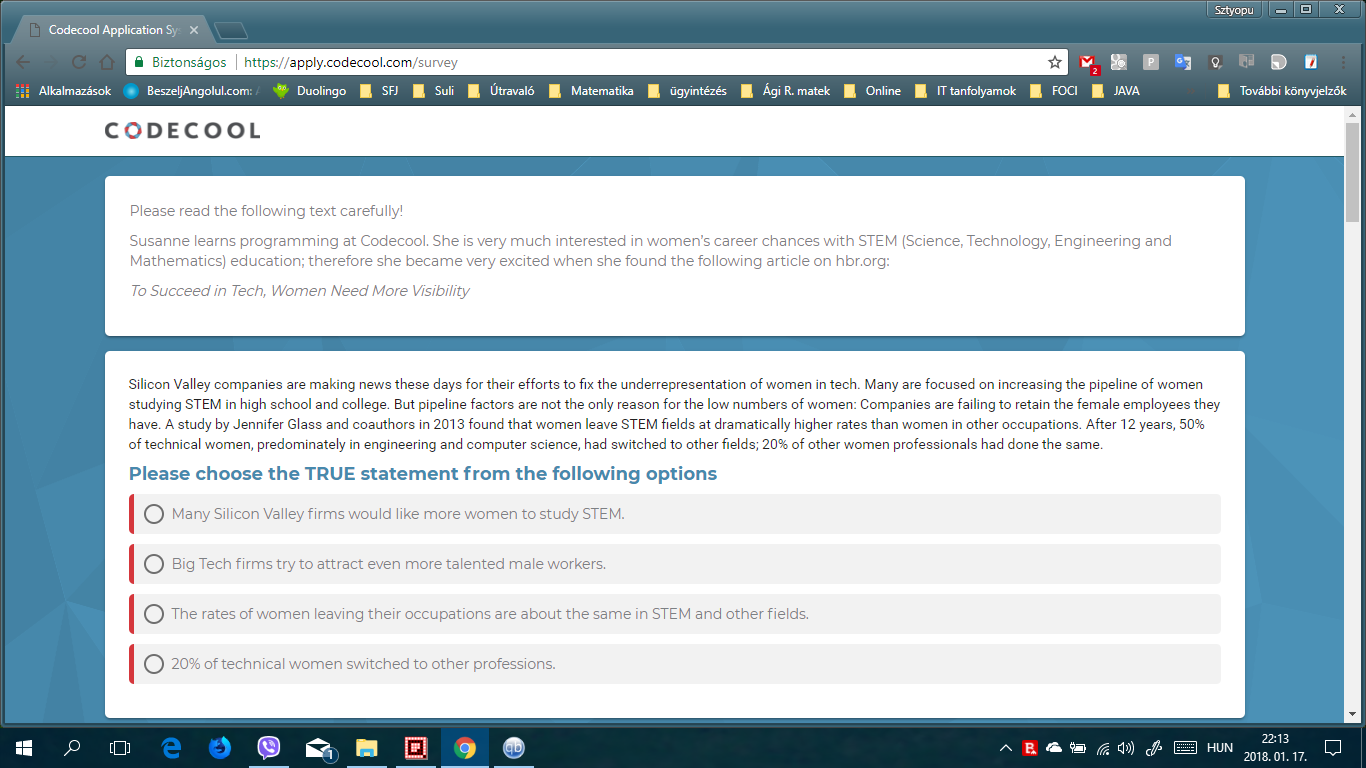 Sztyopu
Codecool Application Sy
Biztonságos https://apply.codecool.com/survey
2
Alkalmazások BeszeljAngolul.com: Duolingo SFJ Suli Útravaló Matematika ügyintézés Ági R. matek Online IT tanfolyamok FOCI JAVA További könyvjelzők
CODECOOL
Please read the following text carefully!
Susanne learns programming at Codecool. She is very much interested in women's career chances with STEM (Science, Technology, Engineering and
Mathematics) education; therefore she became very excited when she found the following article on hbr.org:
To Succeed in Tech, Women Need More Visibility
Silicon Valley companies are making news these days for their efforts to fix the underrepresentation of women in tech. Many are focused on increasing the pipeline of women
studying STEM in high school and college. But pipeline factors are not the only reason for the low numbers of women: Companies are failing to retain the female employees they
have. A study by Jennifer Glass and coauthors in 2013 found that women leave STEM fields at dramatically higher rates than women in other occupations. After 12 years, 50%
of technical women, predominately in engineering and computer science, had switched to other fields; 20% of other women professionals had done the same.
Please choose the TRUE statement from the following options
Many Silicon Valley firms would like more women to study STEM.
Big Tech firms try to attract even more talented male workers.
The rates of women leaving their occupations are about the same in STEM and other fields.
20% of technical women switched to other professions.
1
qb
HUN
22:13
2018. 01. 17.